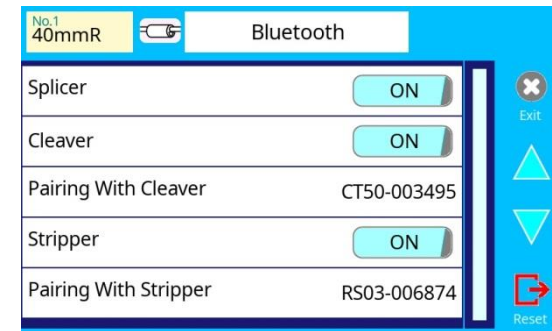 No.1
40mmR
Bluetooth
Splicer ON
Cleaver ON
Pairing With Cleaver CT50-003495
Stripper ON
Pairing With Stripper RS03-006874
Exit
Reset